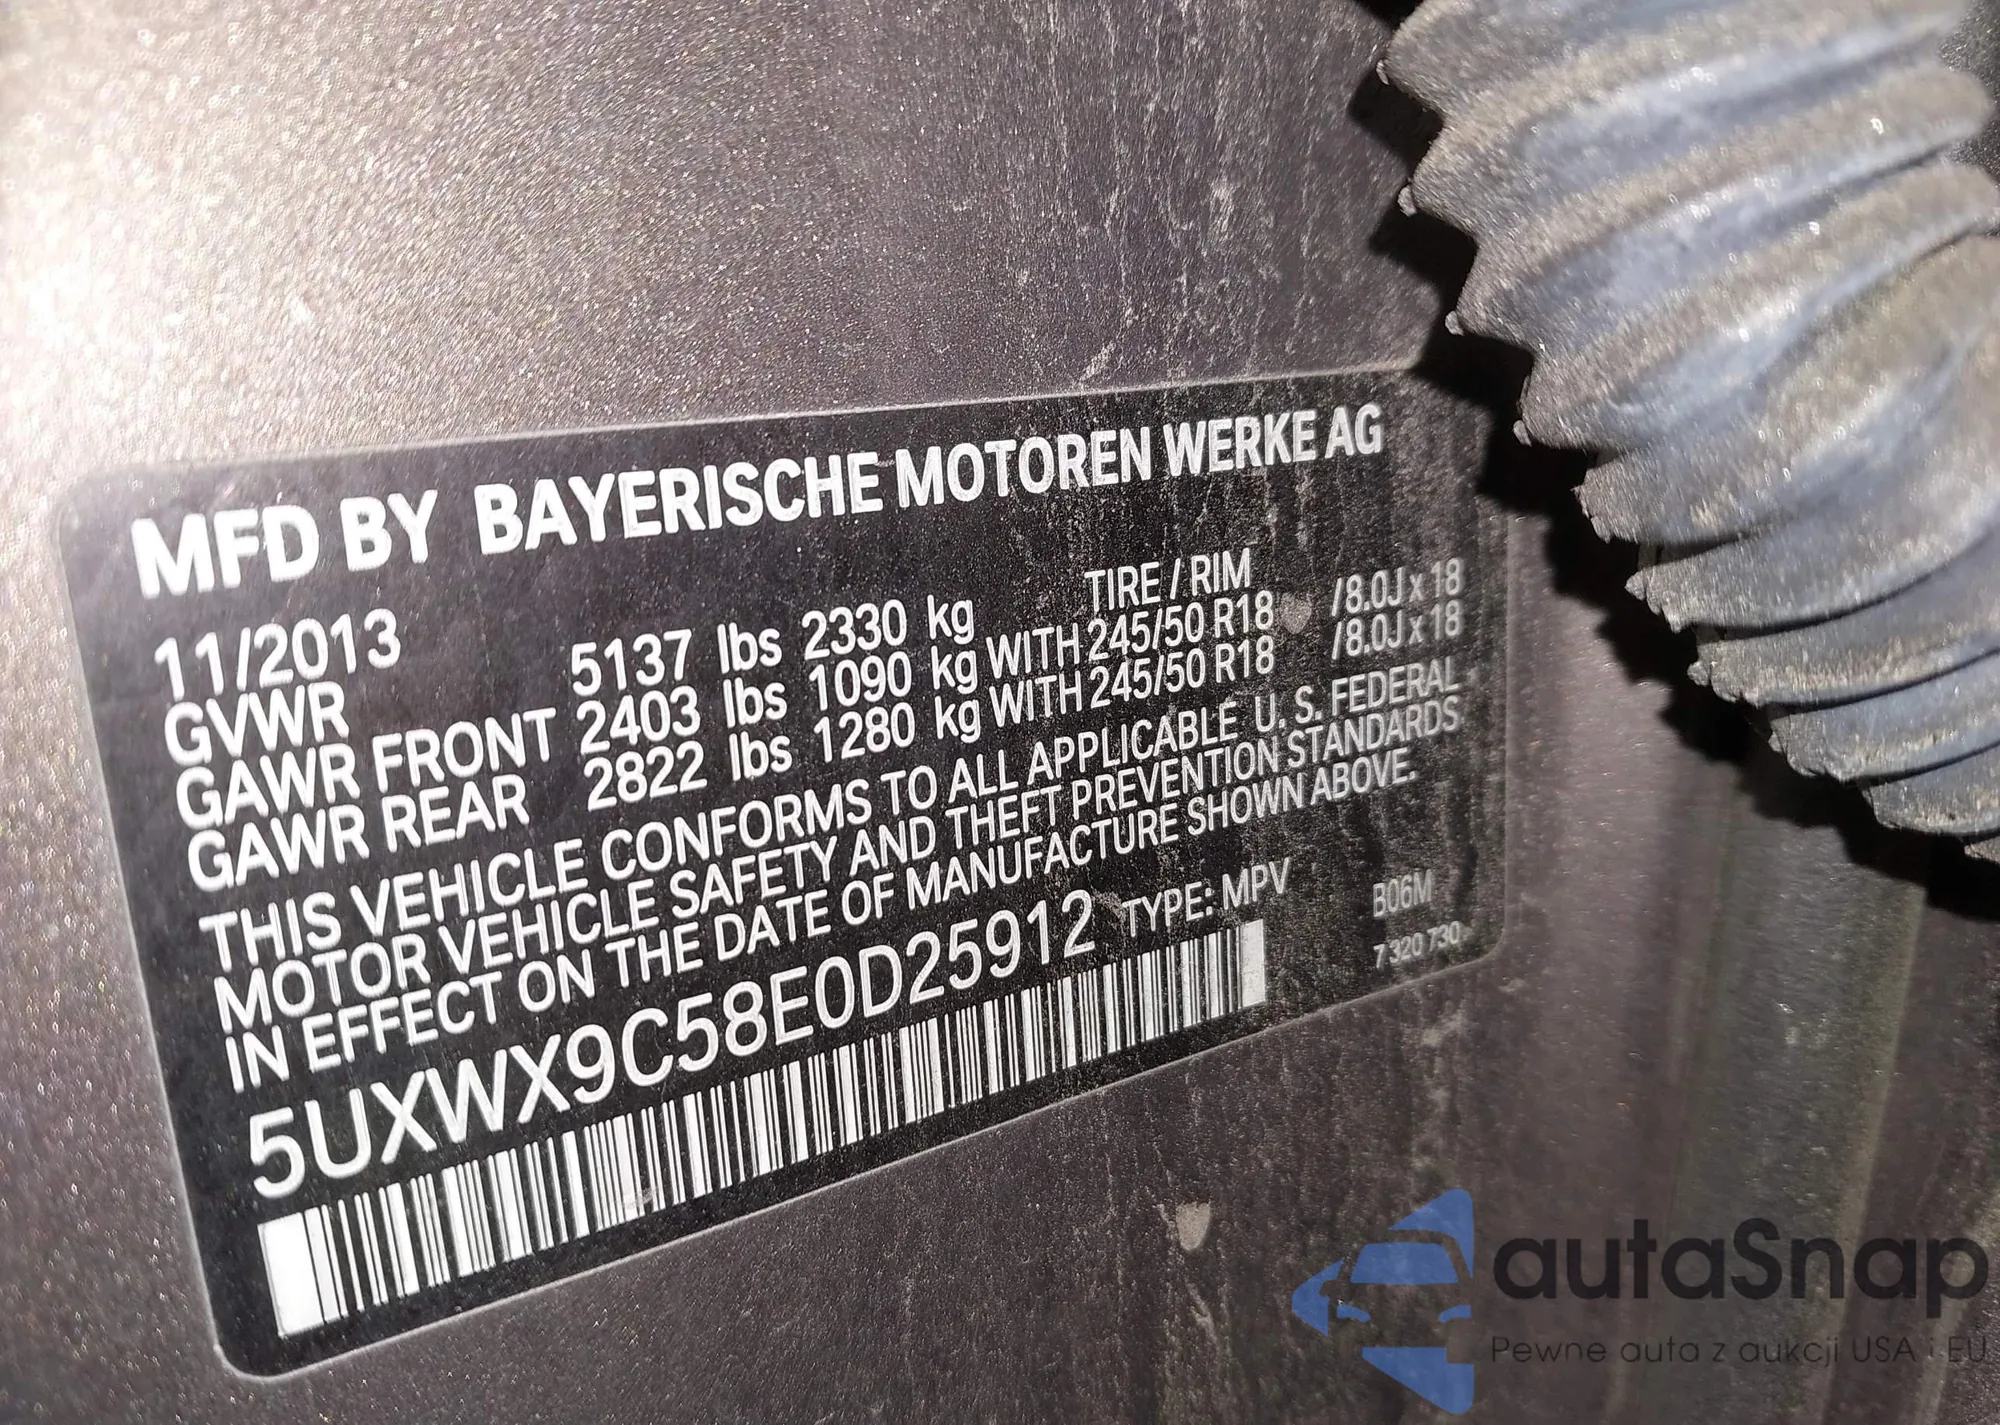 MFD BY BAYERISCHE MOTOREN WERKE AG
11/2013 TIRE / RIM
GVWR 5137 lbs 2330 kg
GAWR FRONT 2403 lbs 1090 kg WITH 245/50 R18 /8.0J x 18
GAWR REAR 2822 lbs 1280 kg WITH 245/50 R18 /8.0J x 18
THIS VEHICLE CONFORMS TO ALL APPLICABLE U. S. FEDERAL
MOTOR VEHICLE SAFETY AND THEFT PREVENTION STANDARDS
IN EFFECT ON THE DATE OF MANUFACTURE SHOWN ABOVE.
5UXWX9C58E0D25912 TYPE: MPV B06M
7 320 730
autaSnap
Pewne auta z aukcji USA i EU